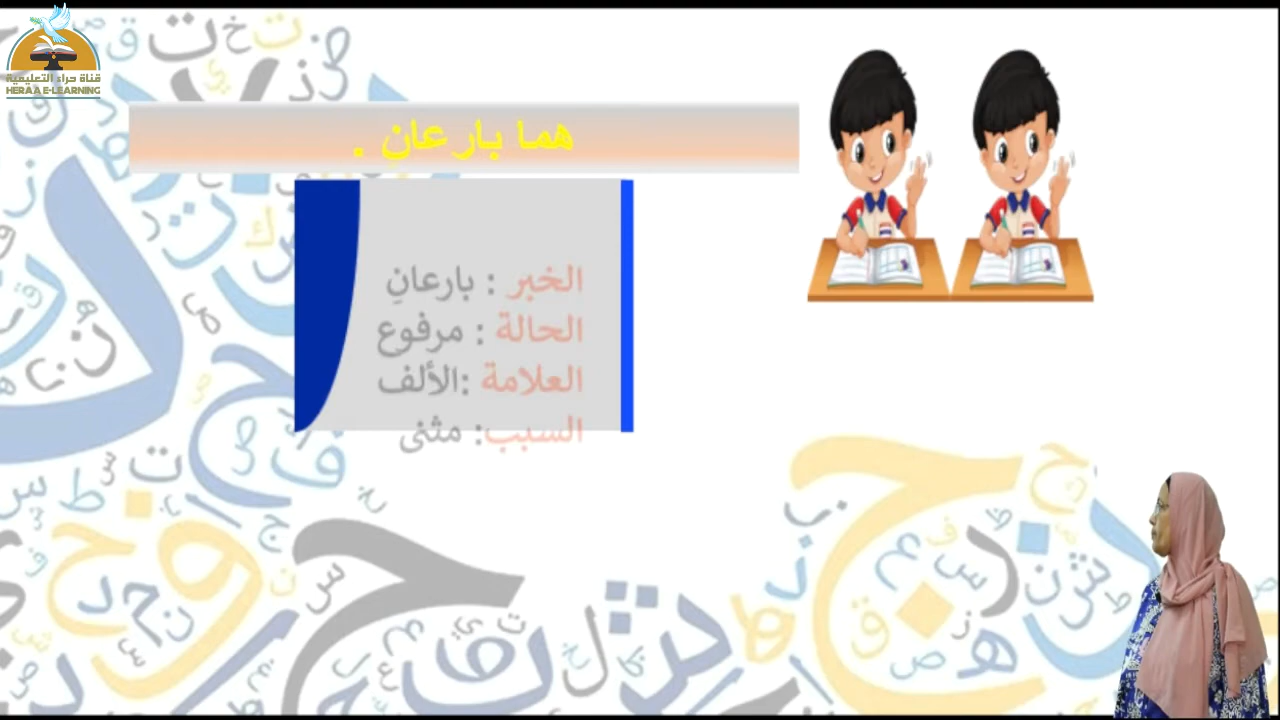 قناة حراء التعليمية
HERAA E-LEARNING
هما بارعان .
الخبر : بارعانِ
الحالة : مرفوع
العلامة :الألف
السبب: مثنى